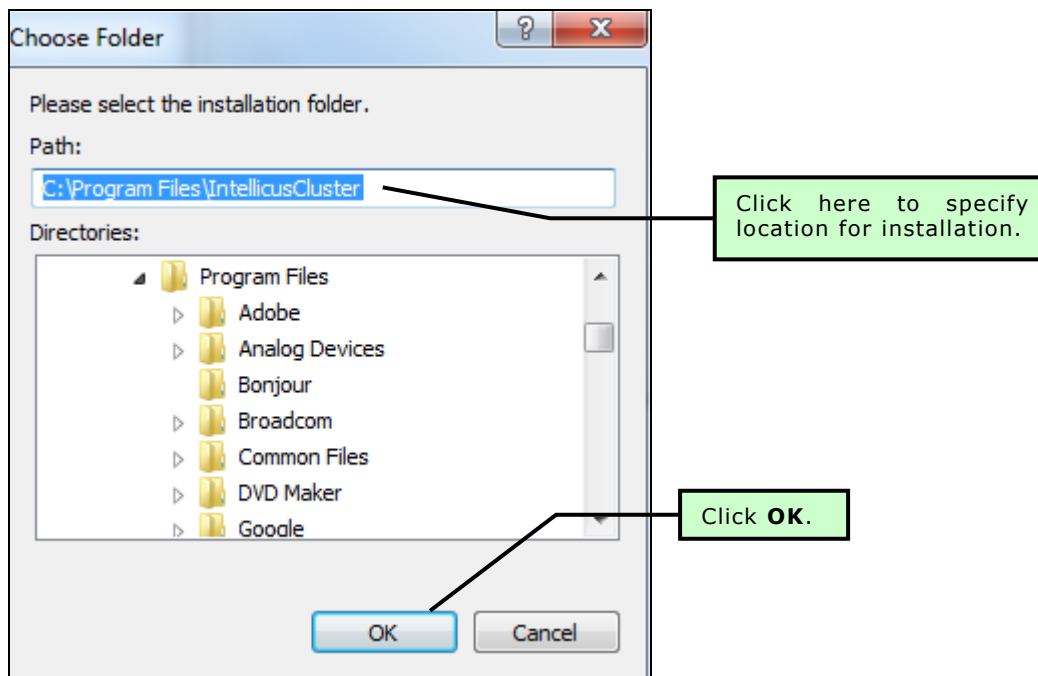 Choose Folder
Please select the installation folder.
Path:
C:\Program Files\IntellicusCluster
Click here to specify
location for installation.
Directories:
Program Files
Adobe
Analog Devices
Bonjour
Broadcom
Common Files
DVD Maker
Google
Click OK.
OK
Cancel